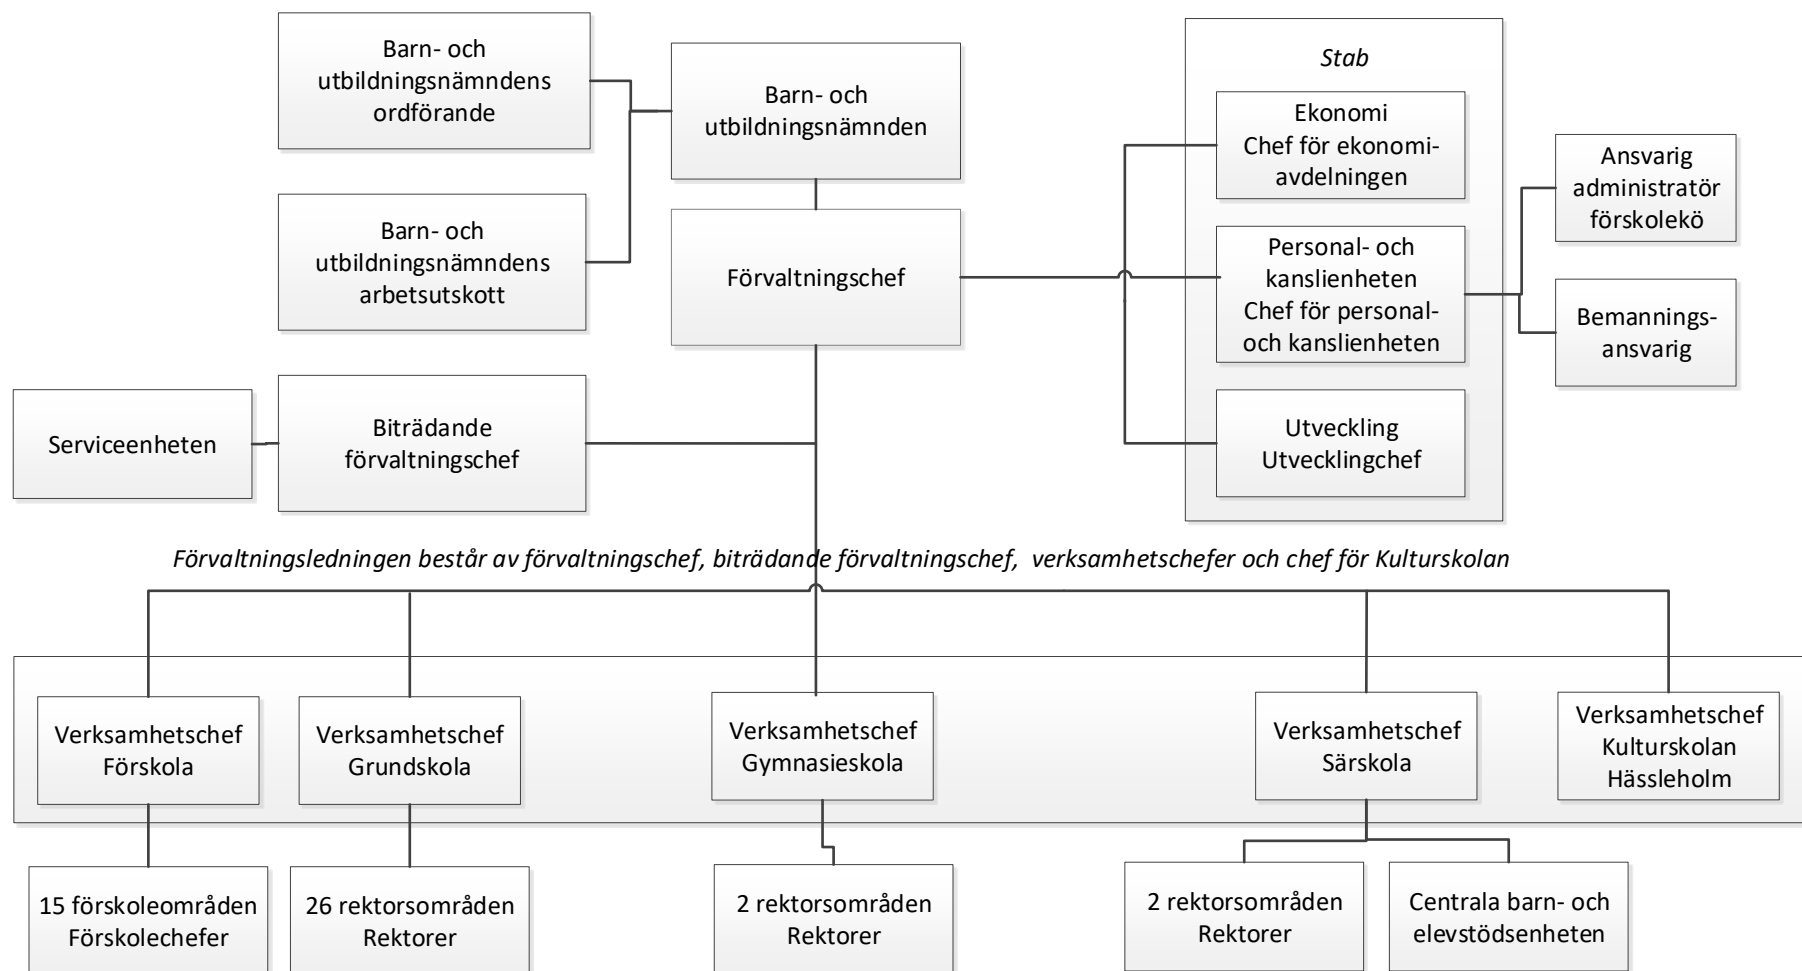 Barn- och
utbildningsnämndens
ordförande
Barn- och
utbildningsnämnden
Barn- och
utbildningsnämndens
arbetsutskott
Förvaltningschef
Stab
Ekonomi
Chef för ekonomi-
avdelningen
Personal- och
kanslienheten
Chef för personal-
och kanslienheten
Utveckling
Utvecklingchef
Ansvarig
administratör
förskolekö
Bemannings-
ansvarig
Serviceenheten
Biträdande
förvaltningschef
Förvaltningsledningen består av förvaltningschef, biträdande förvaltningschef, verksamhetschefer och chef för Kulturskolan
Verksamhetschef
Förskola
Verksamhetschef
Grundskola
Verksamhetschef
Gymnasieskola
Verksamhetschef
Särskola
Verksamhetschef
Kulturskolan
Hässleholm
15 förskoleområden
Förskolechefer
26 rektorsområden
Rektorer
2 rektorsområden
Rektorer
2 rektorsområden
Rektorer
Centrala barn- och
elevstödsenheten